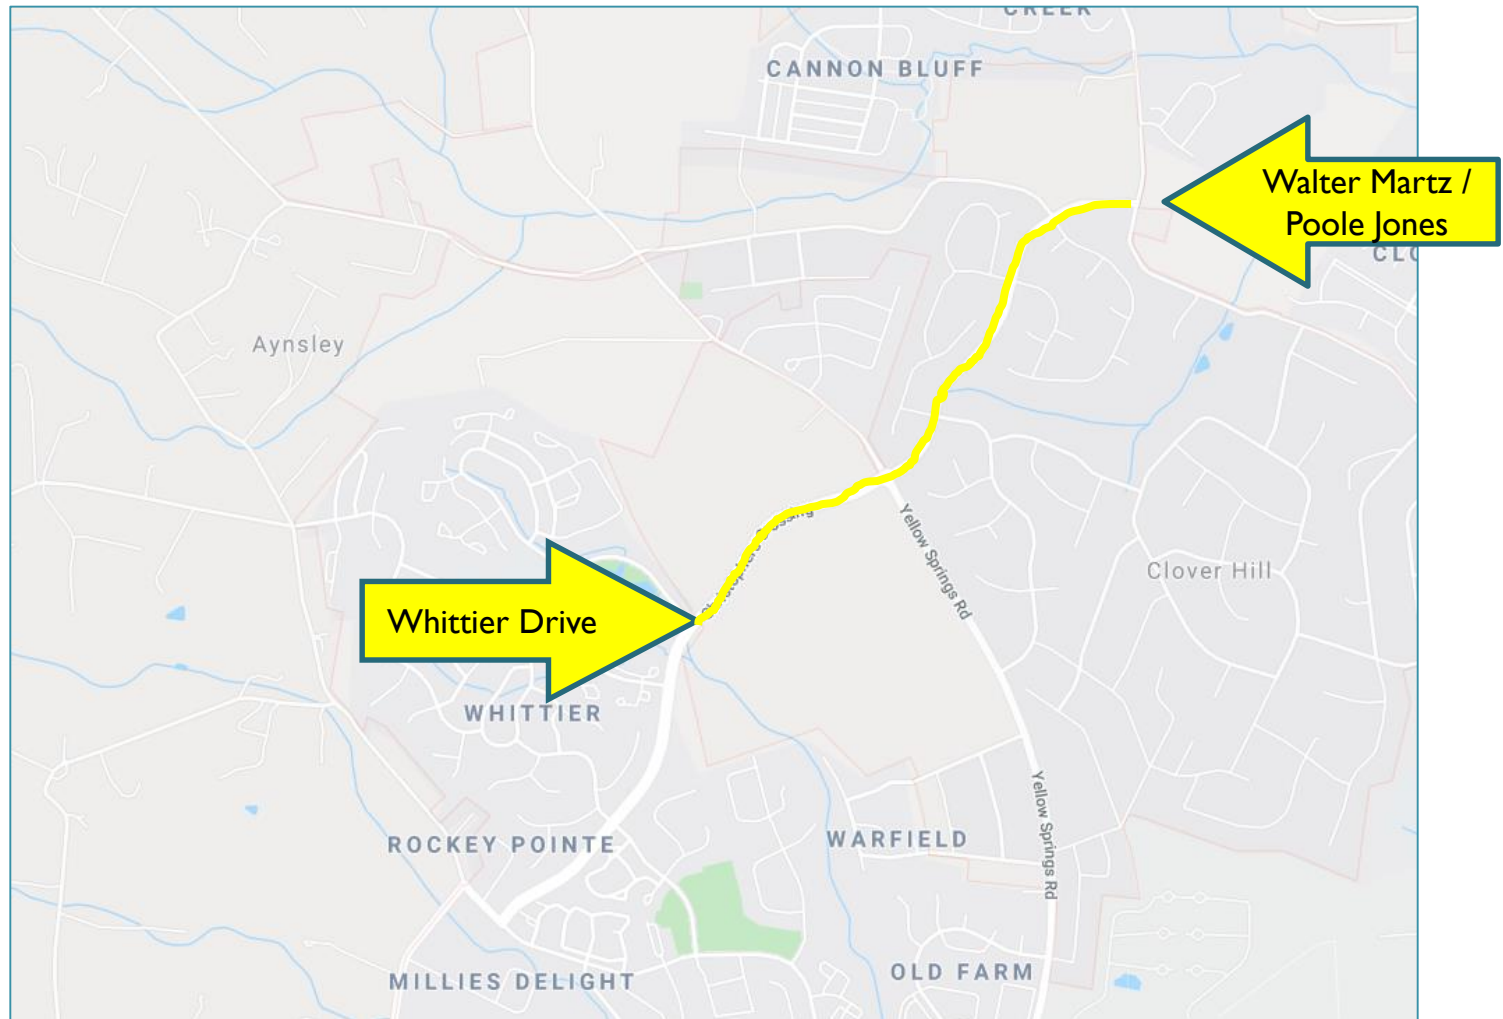 CREEK
CANNON BLUFF
Walter Martz /
Poole Jones
Aynsley
Yellow Springs Rd
Clover Hill
Whittier Drive
WHITTIER
Yellow Springs Rd
ROCKEY POINTE
WARFIELD
MILLIES DELIGHT
OLD FARM